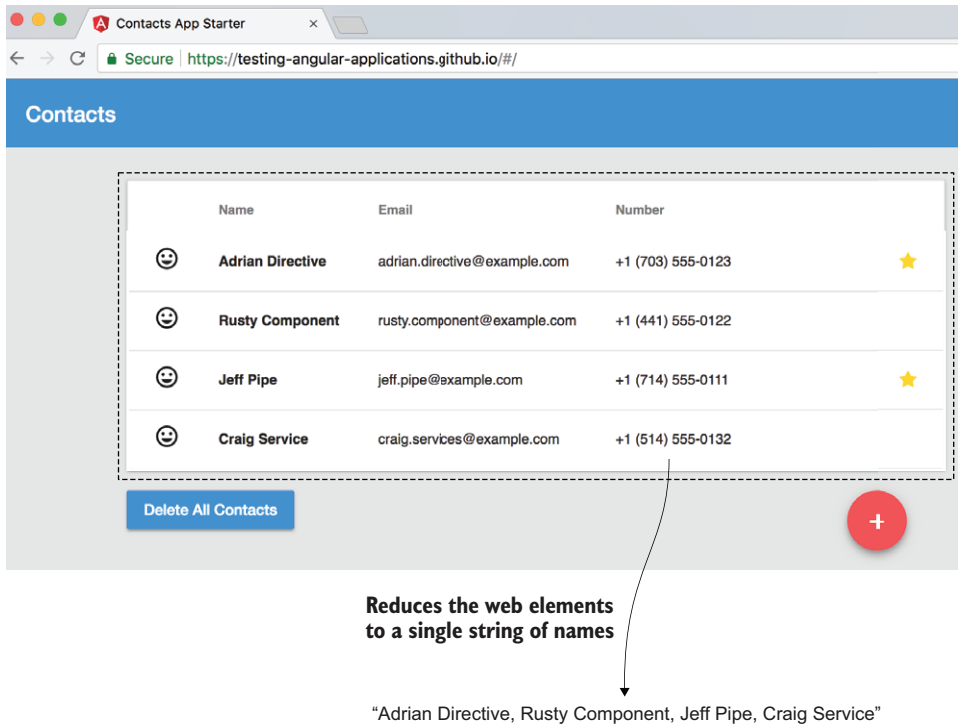 Contacts App Starter ×
Secure | https://testing-angular-applications.github.io/#/
Contacts
Name Email Number
Adrian Directive adrian.directive@example.com +1 (703) 555-0123
Rusty Component rusty.component@example.com +1 (441) 555-0122
Jeff Pipe jeff.pipe@example.com +1 (714) 555-0111
Craig Service craig.services@example.com +1 (514) 555-0132
Delete All Contacts +
Reduces the web elements
to a single string of names
“Adrian Directive, Rusty Component, Jeff Pipe, Craig Service”